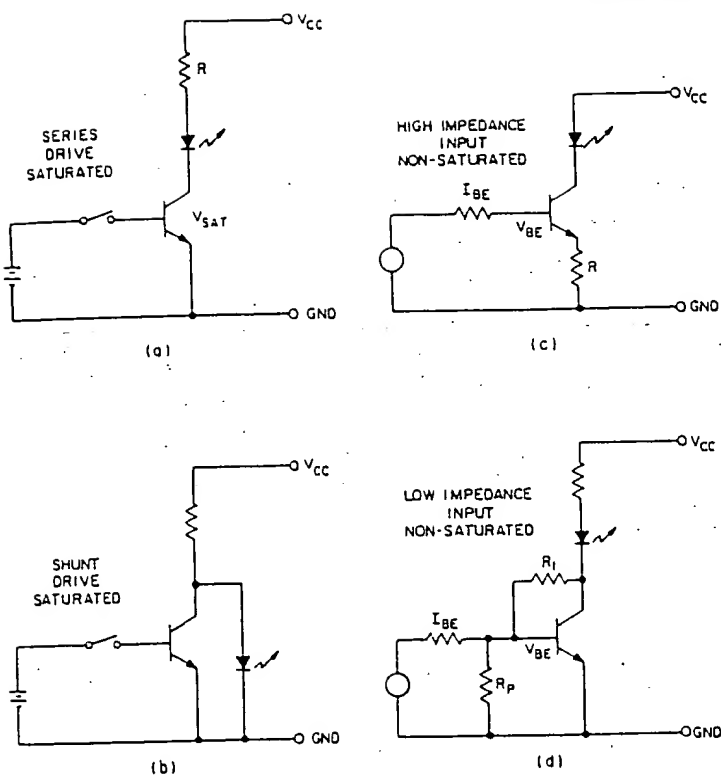 V_CC
R
SERIES
DRIVE
SATURATED
V_SAT
GND
(a)
V_CC
HIGH IMPEDANCE
INPUT
NON-SATURATED
I_BE
V_BE
R
GND
(c)
V_CC
SHUNT
DRIVE
SATURATED
GND
(b)
V_CC
LOW IMPEDANCE
INPUT
NON-SATURATED
R_I
I_BE
V_BE
R_P
GND
(d)